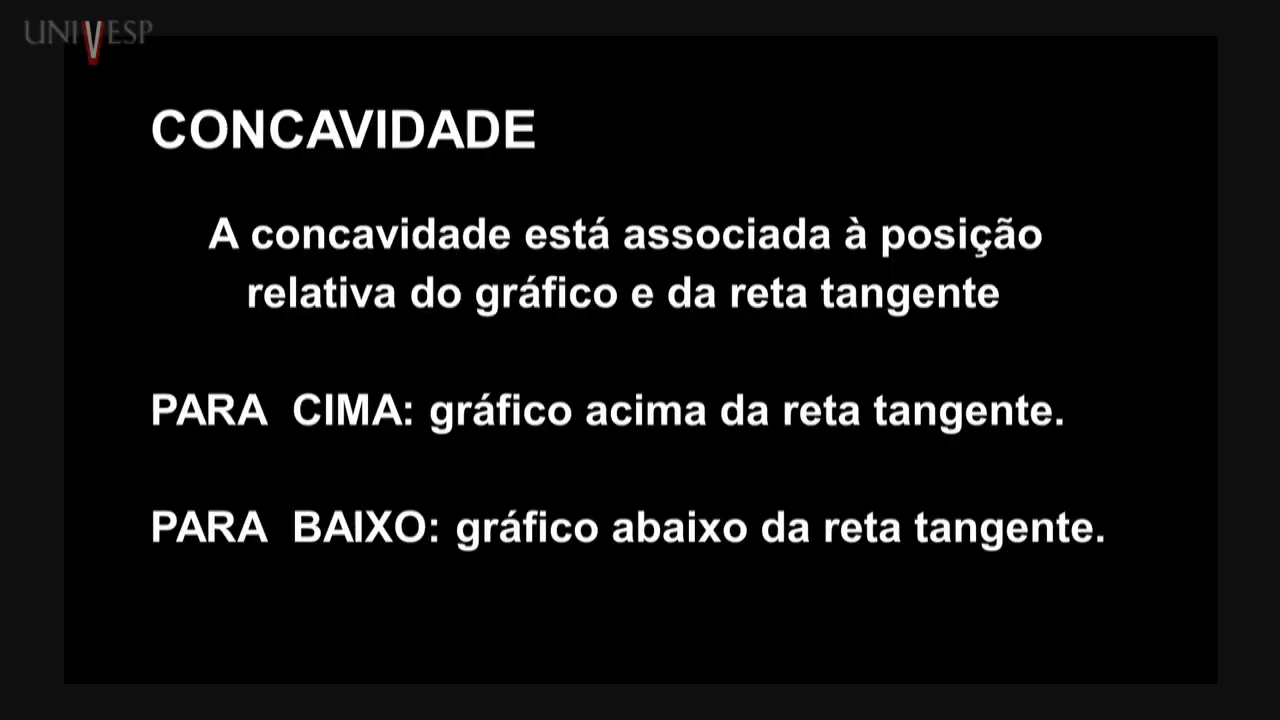 UNIVESP
CONCAVIDADE
A concavidade está associada à posição
relativa do gráfico e da reta tangente
PARA CIMA: gráfico acima da reta tangente.
PARA BAIXO: gráfico abaixo da reta tangente.